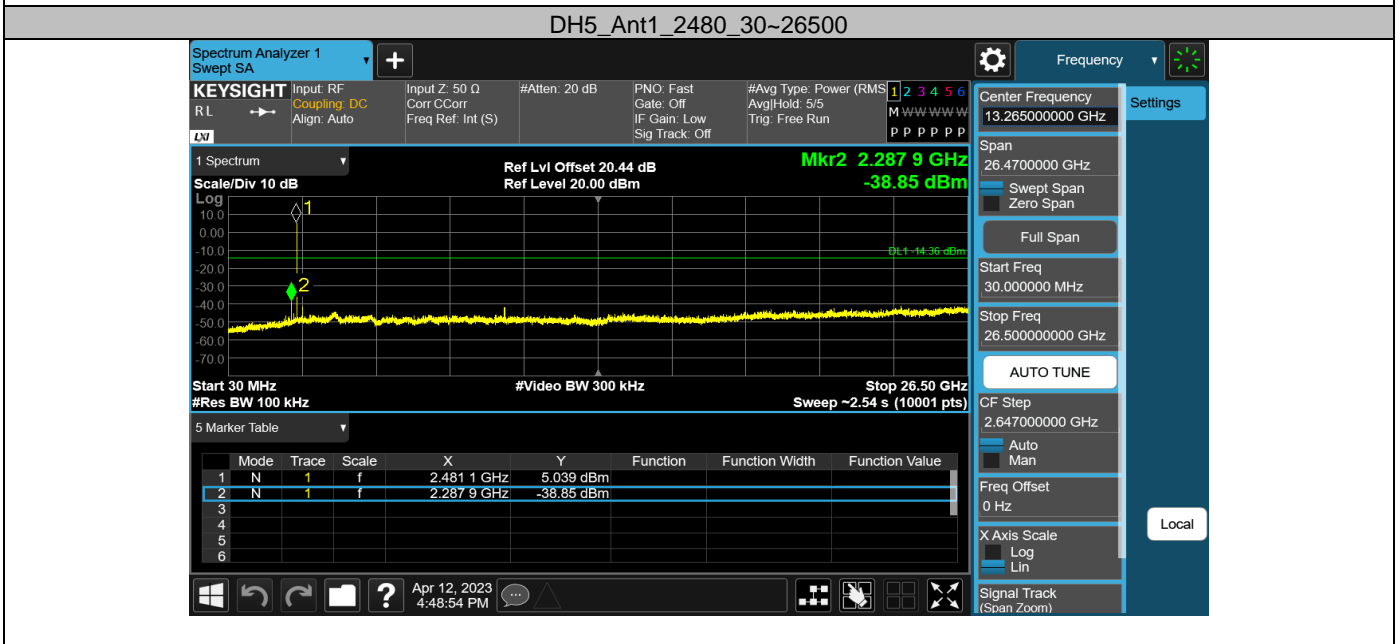 DH5_Ant1_2480_30~26500
Spectrum Analyzer 1
Swept SA
Frequency
KEYSIGHT
RL
LXI
Input: RF
Coupling: DC
Align: Auto
Input Z: 50 Ω
Corr CCorr
Freq Ref: Int (S)
#Atten: 20 dB
PNO: Fast
Gate: Off
IF Gain: Low
Sig Track: Off
#Avg Type: Power (RMS
Avg|Hold: 5/5
Trig: Free Run
1 2 3 4 5 6
M W W W W W
P P P P P P
1 Spectrum
Scale/Div 10 dB
Ref Lvl Offset 20.44 dB
Ref Level 20.00 dBm
Mkr2 2.287 9 GHz
-38.85 dBm
Log
10.0
0.00
-10.0
-20.0
-30.0
-40.0
-50.0
-60.0
-70.0
1
2
DL1 -14.36 dBm
Start 30 MHz
#Video BW 300 kHz
Stop 26.50 GHz
#Res BW 100 kHz
Sweep ~2.54 s (10001 pts)
5 Marker Table
Mode Trace Scale X Y Function Function Width Function Value
1 N 1 f 2.481 1 GHz 5.039 dBm
2 N 1 f 2.287 9 GHz -38.85 dBm
3
4
5
6
Apr 12, 2023
4:48:54 PM
Center Frequency
13.265000000 GHz
Settings
Span
26.4700000 GHz
Swept Span
Zero Span
Full Span
Start Freq
30.000000 MHz
Stop Freq
26.500000000 GHz
AUTO TUNE
CF Step
2.647000000 GHz
Auto
Man
Freq Offset
0 Hz
Local
X Axis Scale
Log
Lin
Signal Track
(Span Zoom)